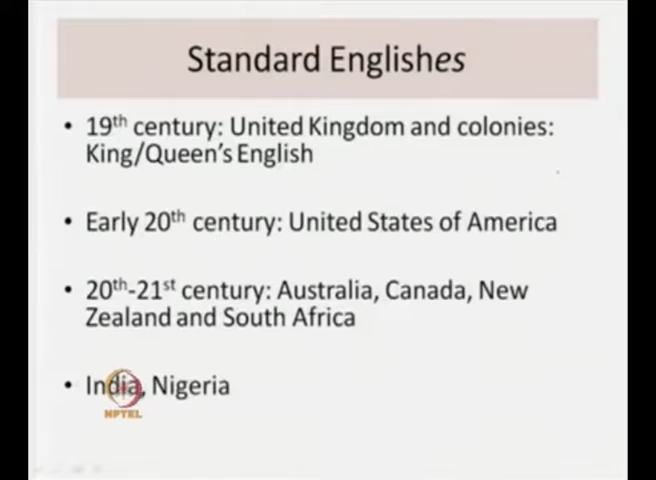 Standard Englishes
• 19th century: United Kingdom and colonies:
King/Queen's English
• Early 20th century: United States of America
• 20th-21st century: Australia, Canada, New
Zealand and South Africa
• India, Nigeria
NPTEL